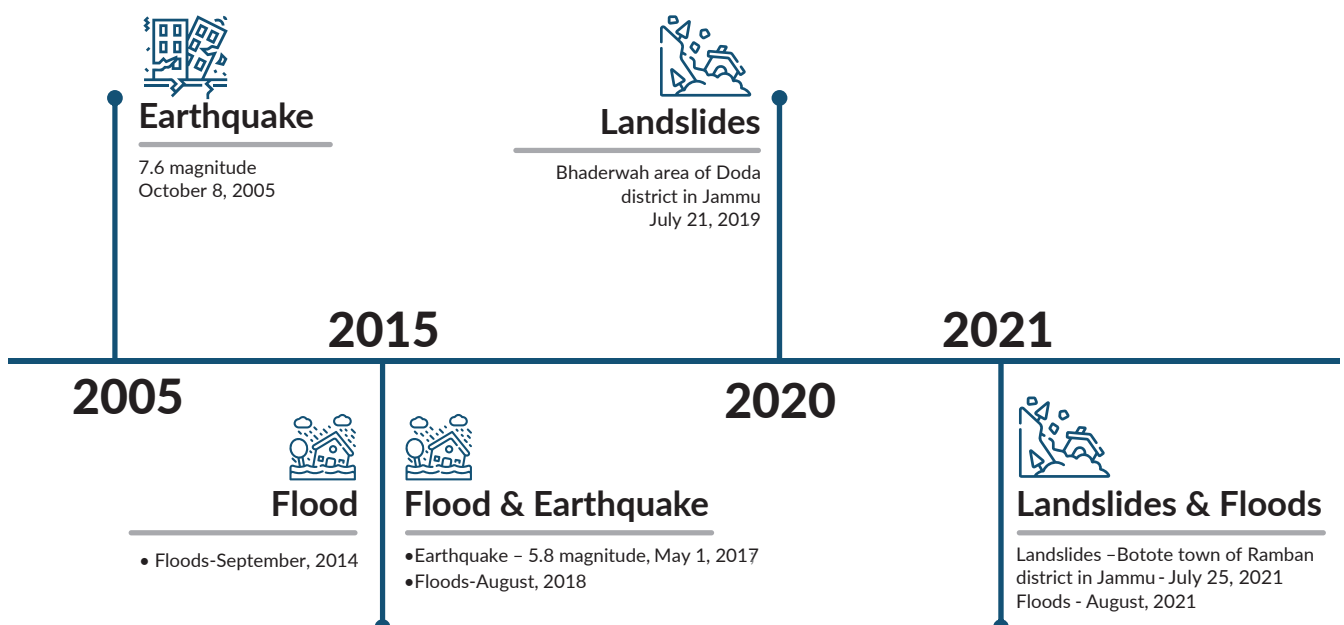 Earthquake
7.6 magnitude
October 8, 2005
Landslides
Bhaderwah area of Doda
district in Jammu
July 21, 2019
2015
2021
2005
2020
Flood
• Floods-September, 2014
Flood & Earthquake
•Earthquake – 5.8 magnitude, May 1, 2017
•Floods-August, 2018
Landslides & Floods
Landslides –Botote town of Ramban
district in Jammu - July 25, 2021
Floods - August, 2021